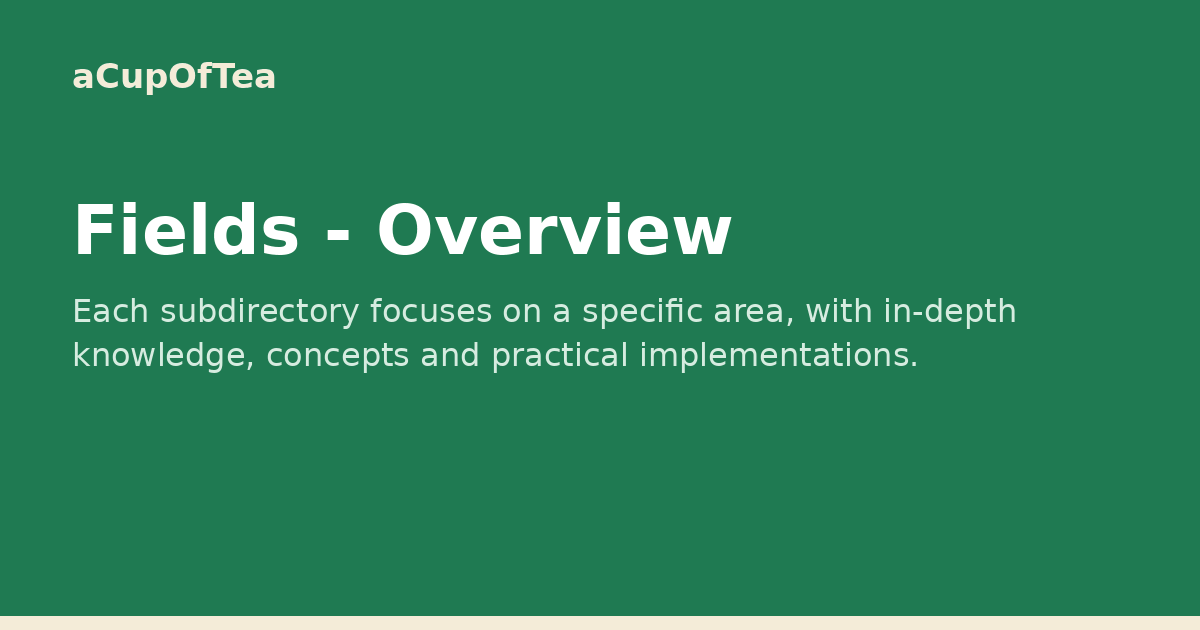 aCupOfTea
Fields - Overview
Each subdirectory focuses on a specific area, with in-depth
knowledge, concepts and practical implementations.